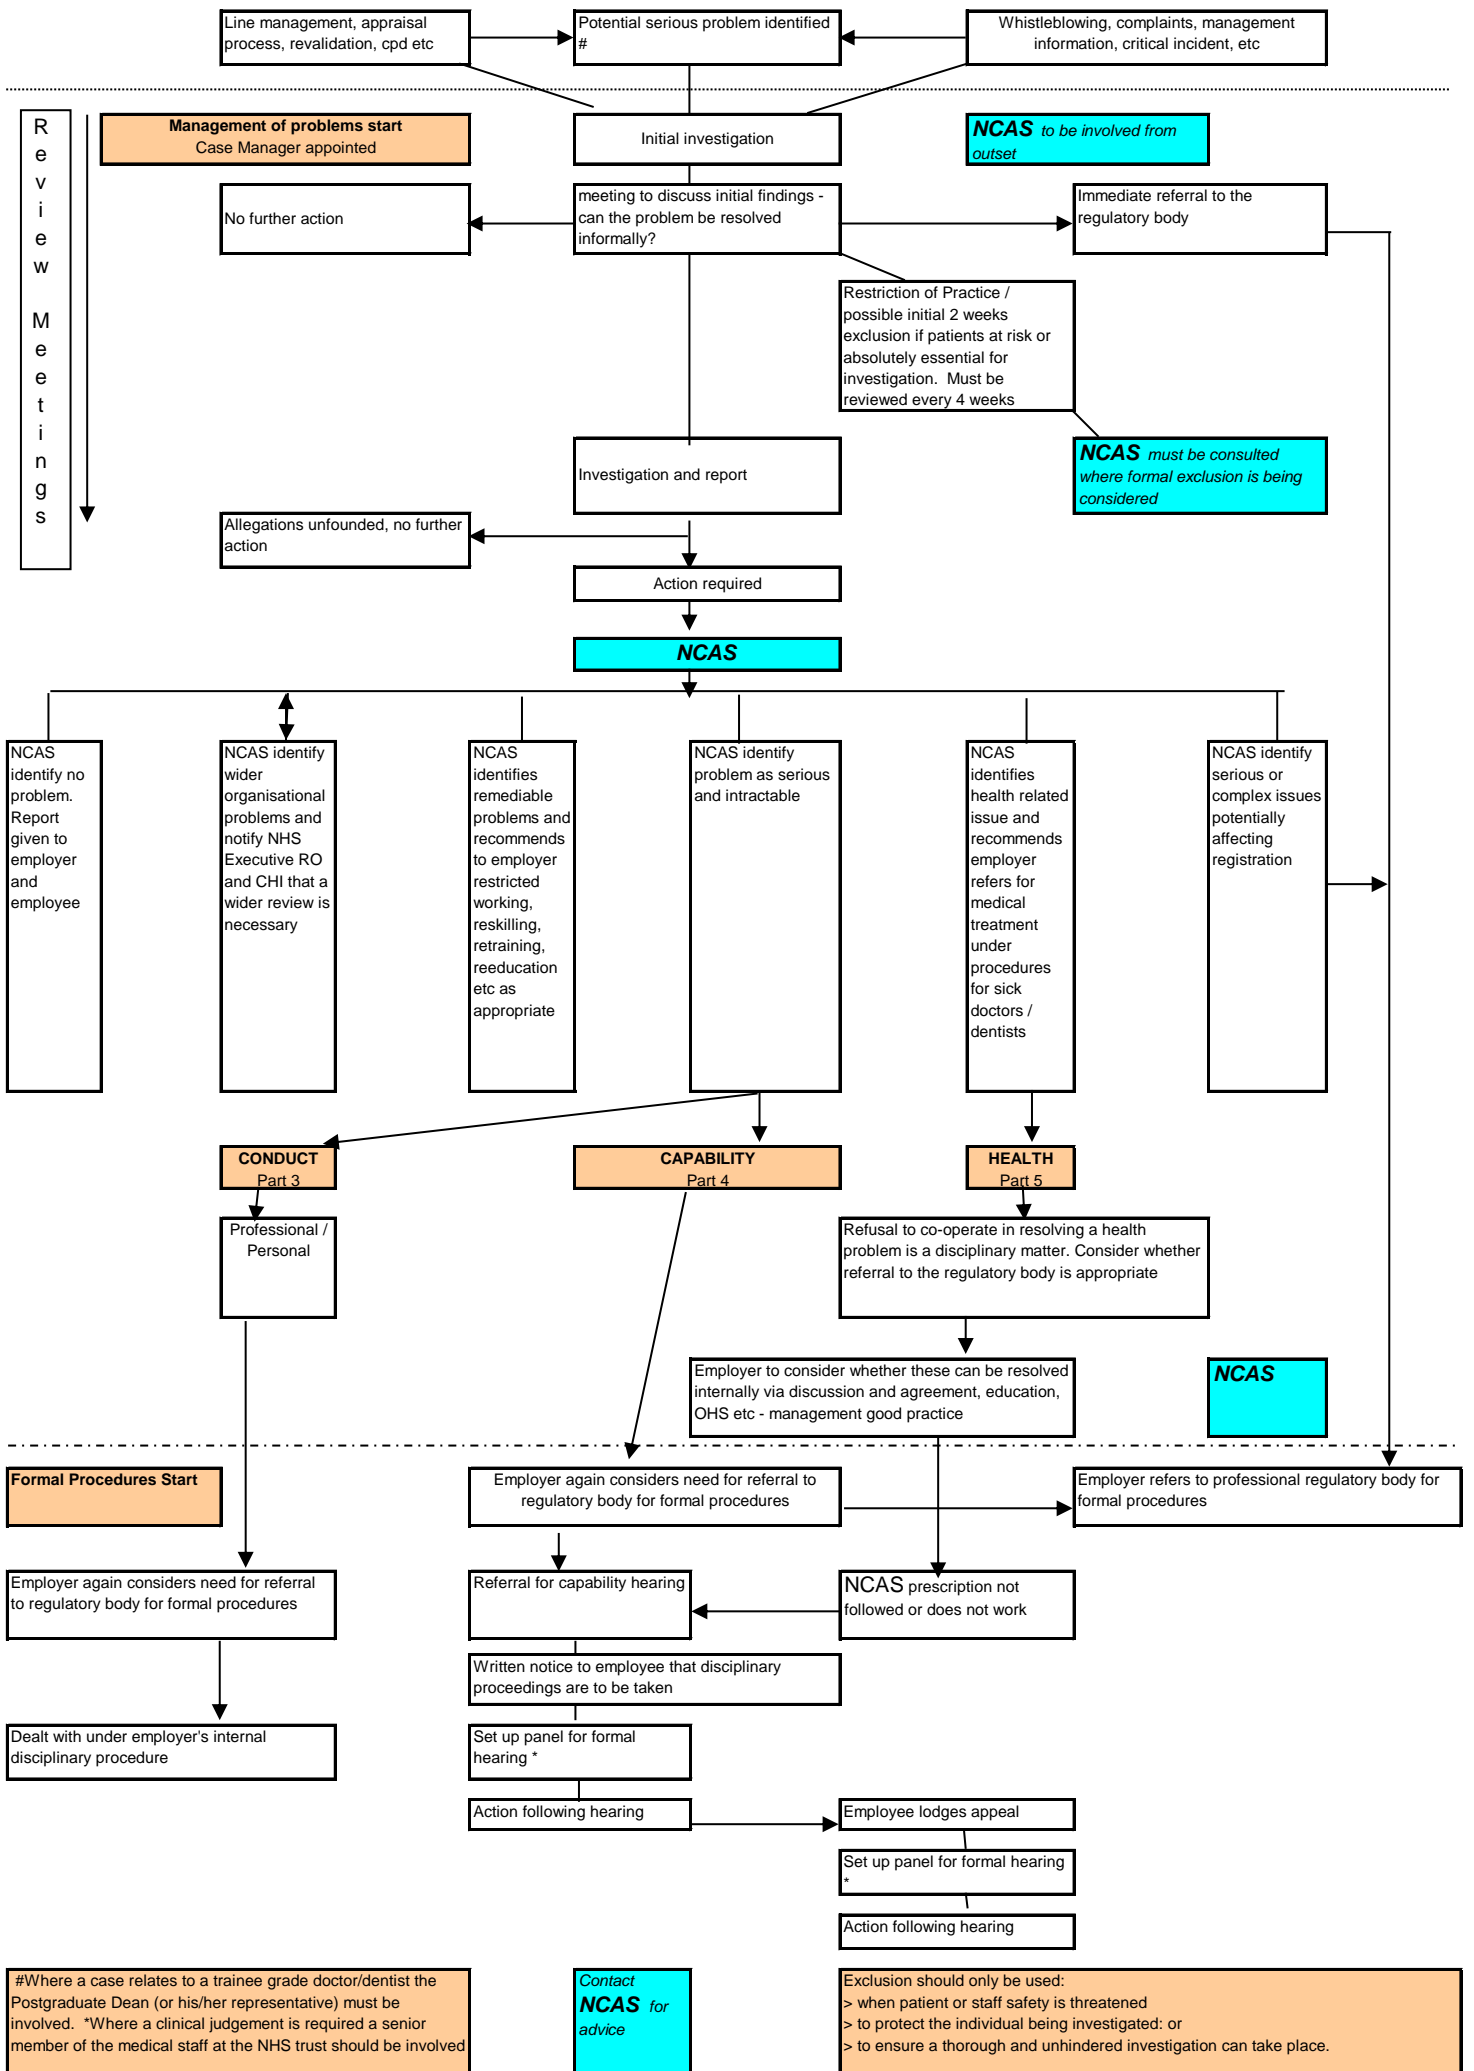 Line management, appraisal
process, revalidation, cpd etc
Potential serious problem identified
#
Whistleblowing, complaints, management
information, critical incident, etc
Review Meetings
Management of problems start
Case Manager appointed
Initial investigation
NCAS to be involved from
outset
No further action
meeting to discuss initial findings -
can the problem be resolved
informally?
Immediate referral to the
regulatory body
Restriction of Practice /
possible initial 2 weeks
exclusion if patients at risk or
absolutely essential for
investigation. Must be
reviewed every 4 weeks
Investigation and report
NCAS must be consulted
where formal exclusion is being
considered
Allegations unfounded, no further
action
Action required
NCAS
NCAS
identify no
problem.
Report
given to
employer
and
employee
NCAS identify
wider
organisational
problems and
notify NHS
Executive RO
and CHI that a
wider review is
necessary
NCAS
identifies
remediable
problems and
recommends
to employer
restricted
working,
reskilling,
retraining,
reeducation
etc as
appropriate
NCAS identify
problem as serious
and intractable
NCAS
identifies
health related
issue and
recommends
employer
refers for
medical
treatment
under
procedures
for sick
doctors /
dentists
NCAS identify
serious or
complex issues
potentially
affecting
registration
CONDUCT
Part 3
CAPABILITY
Part 4
HEALTH
Part 5
Professional /
Personal
Refusal to co-operate in resolving a health
problem is a disciplinary matter. Consider whether
referral to the regulatory body is appropriate
Employer to consider whether these can be resolved
internally via discussion and agreement, education,
OHS etc - management good practice
NCAS
Formal Procedures Start
Employer again considers need for referral to
regulatory body for formal procedures
Employer refers to professional regulatory body for
formal procedures
Employer again considers need for referral
to regulatory body for formal procedures
Referral for capability hearing
NCAS prescription not
followed or does not work
Written notice to employee that disciplinary
proceedings are to be taken
Dealt with under employer's internal
disciplinary procedure
Set up panel for formal
hearing *
Action following hearing
Employee lodges appeal
Set up panel for formal hearing
*
Action following hearing
#Where a case relates to a trainee grade doctor/dentist the
Postgraduate Dean (or his/her representative) must be
involved. *Where a clinical judgement is required a senior
member of the medical staff at the NHS trust should be involved
Contact
NCAS for
advice
Exclusion should only be used:
> when patient or staff safety is threatened
> to protect the individual being investigated: or
> to ensure a thorough and unhindered investigation can take place.